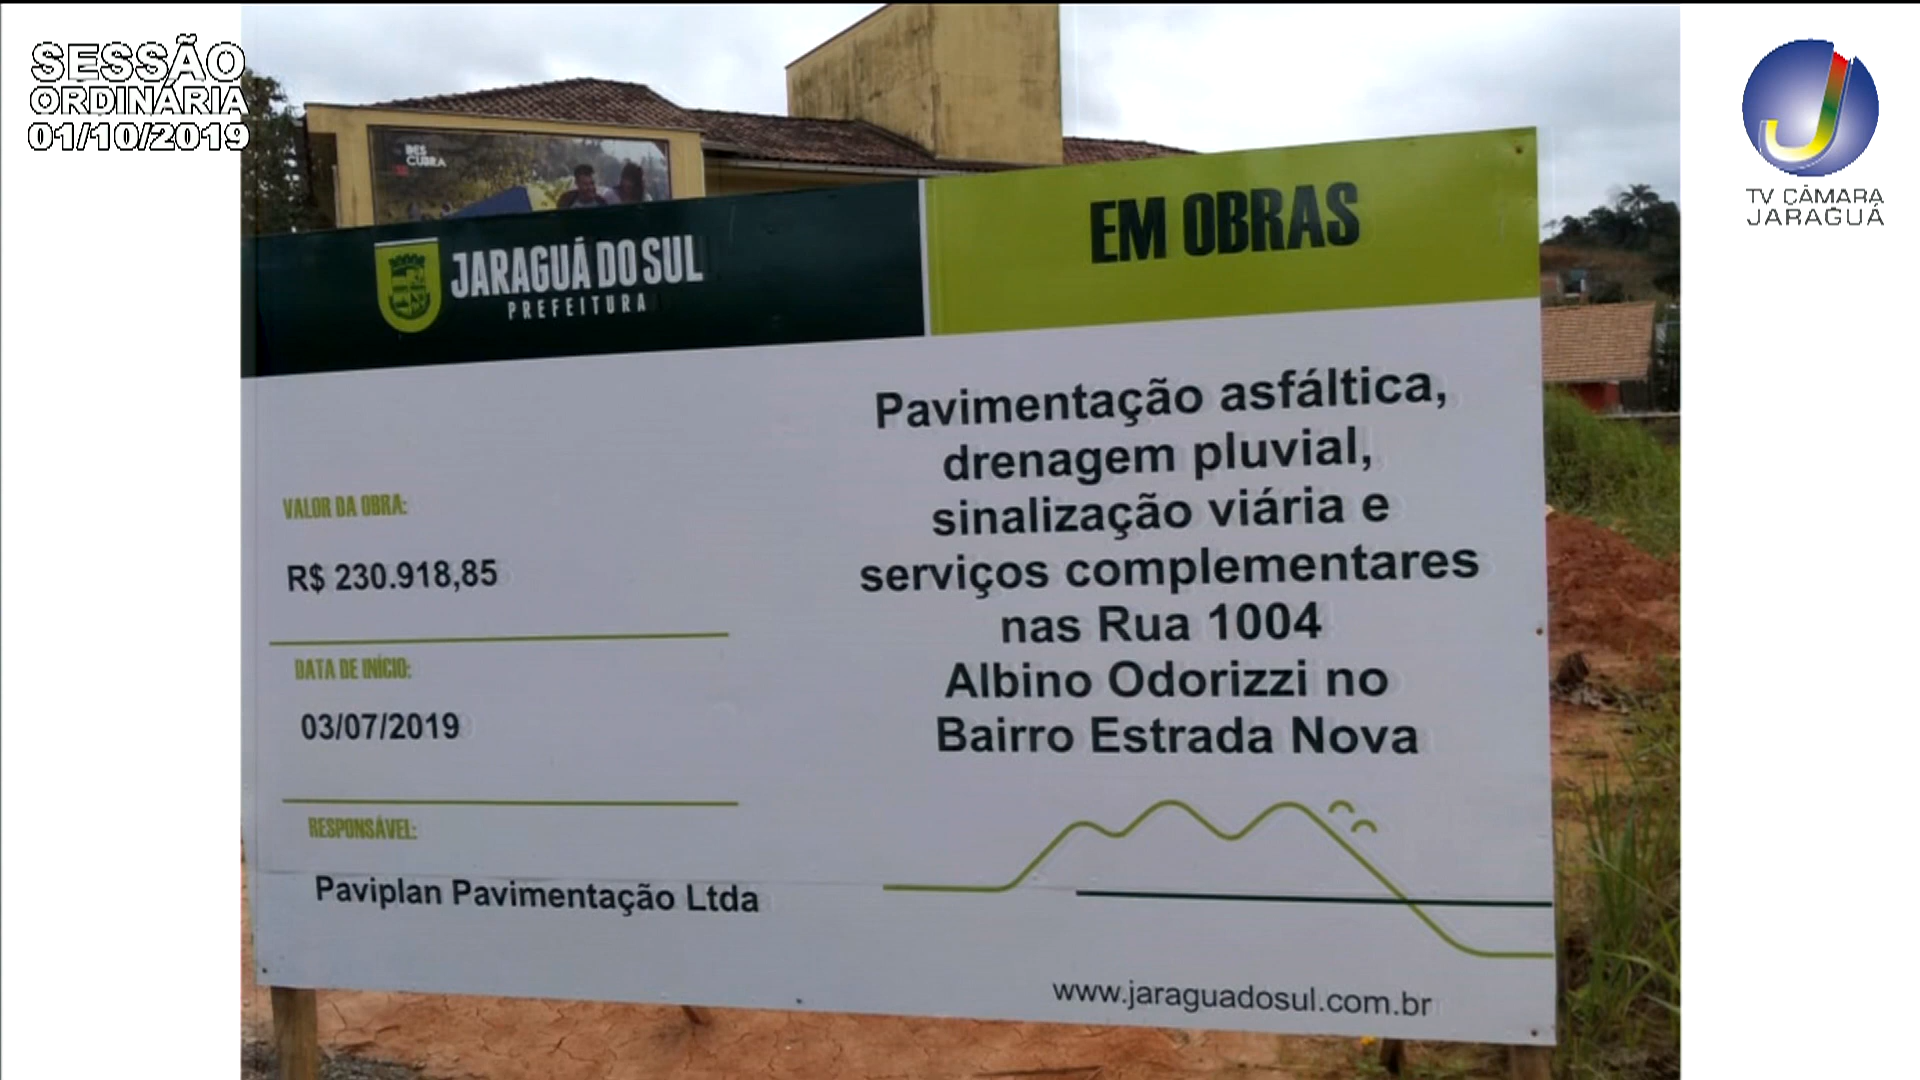 SESSÃO
ORDINÁRIA
01/10/2019
TV CÂMARA
JARAGUÁ
DES
CUBRA
JARAGUÁ DO SUL
PREFEITURA
EM OBRAS
VALOR DA OBRA:
R$ 230.918,85
DATA DE INÍCIO:
03/07/2019
RESPONSÁVEL:
Paviplan Pavimentação Ltda
Pavimentação asfáltica,
drenagem pluvial,
sinalização viária e
serviços complementares
nas Rua 1004
Albino Odorizzi no
Bairro Estrada Nova
www.jaraguadosul.com.br